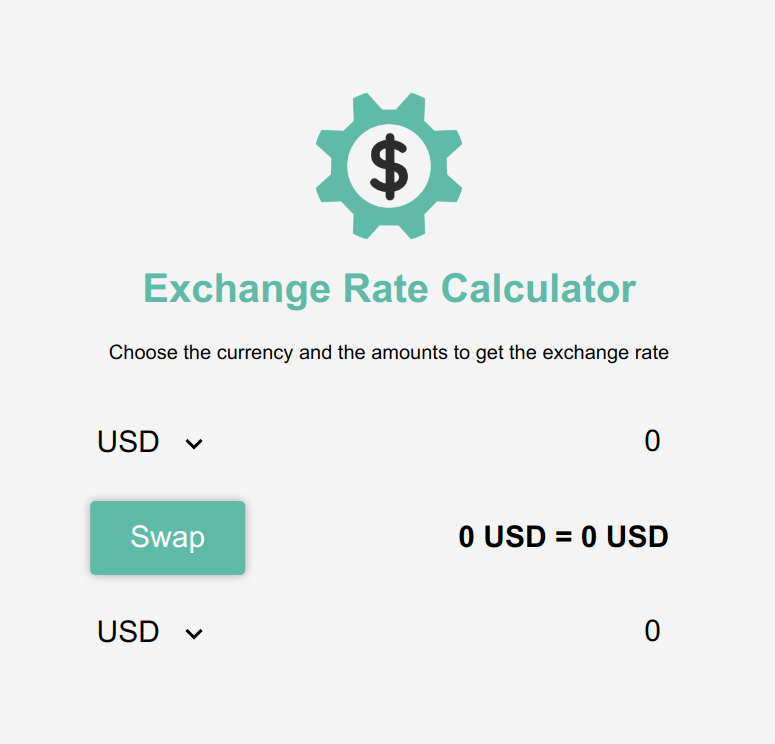 $
Exchange Rate Calculator
Choose the currency and the amounts to get the exchange rate
USD 0
Swap 0 USD = 0 USD
USD 0